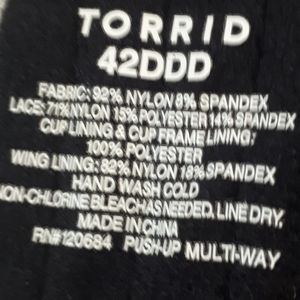 TORRID
42DDD
FABRIC: 92% NYLON 8% SPANDEX
LACE: 71% NYLON 15% POLYESTER 14% SPANDEX
CUP LINING & CUP FRAME LINING:
100% POLYESTER
WING LINING: 82% NYLON 18% SPANDEX
HAND WASH COLD
NON-CHLORINE BLEACH AS NEEDED. LINE DRY.
MADE IN CHINA
RN#120684 PUSH-UP MULTI-WAY